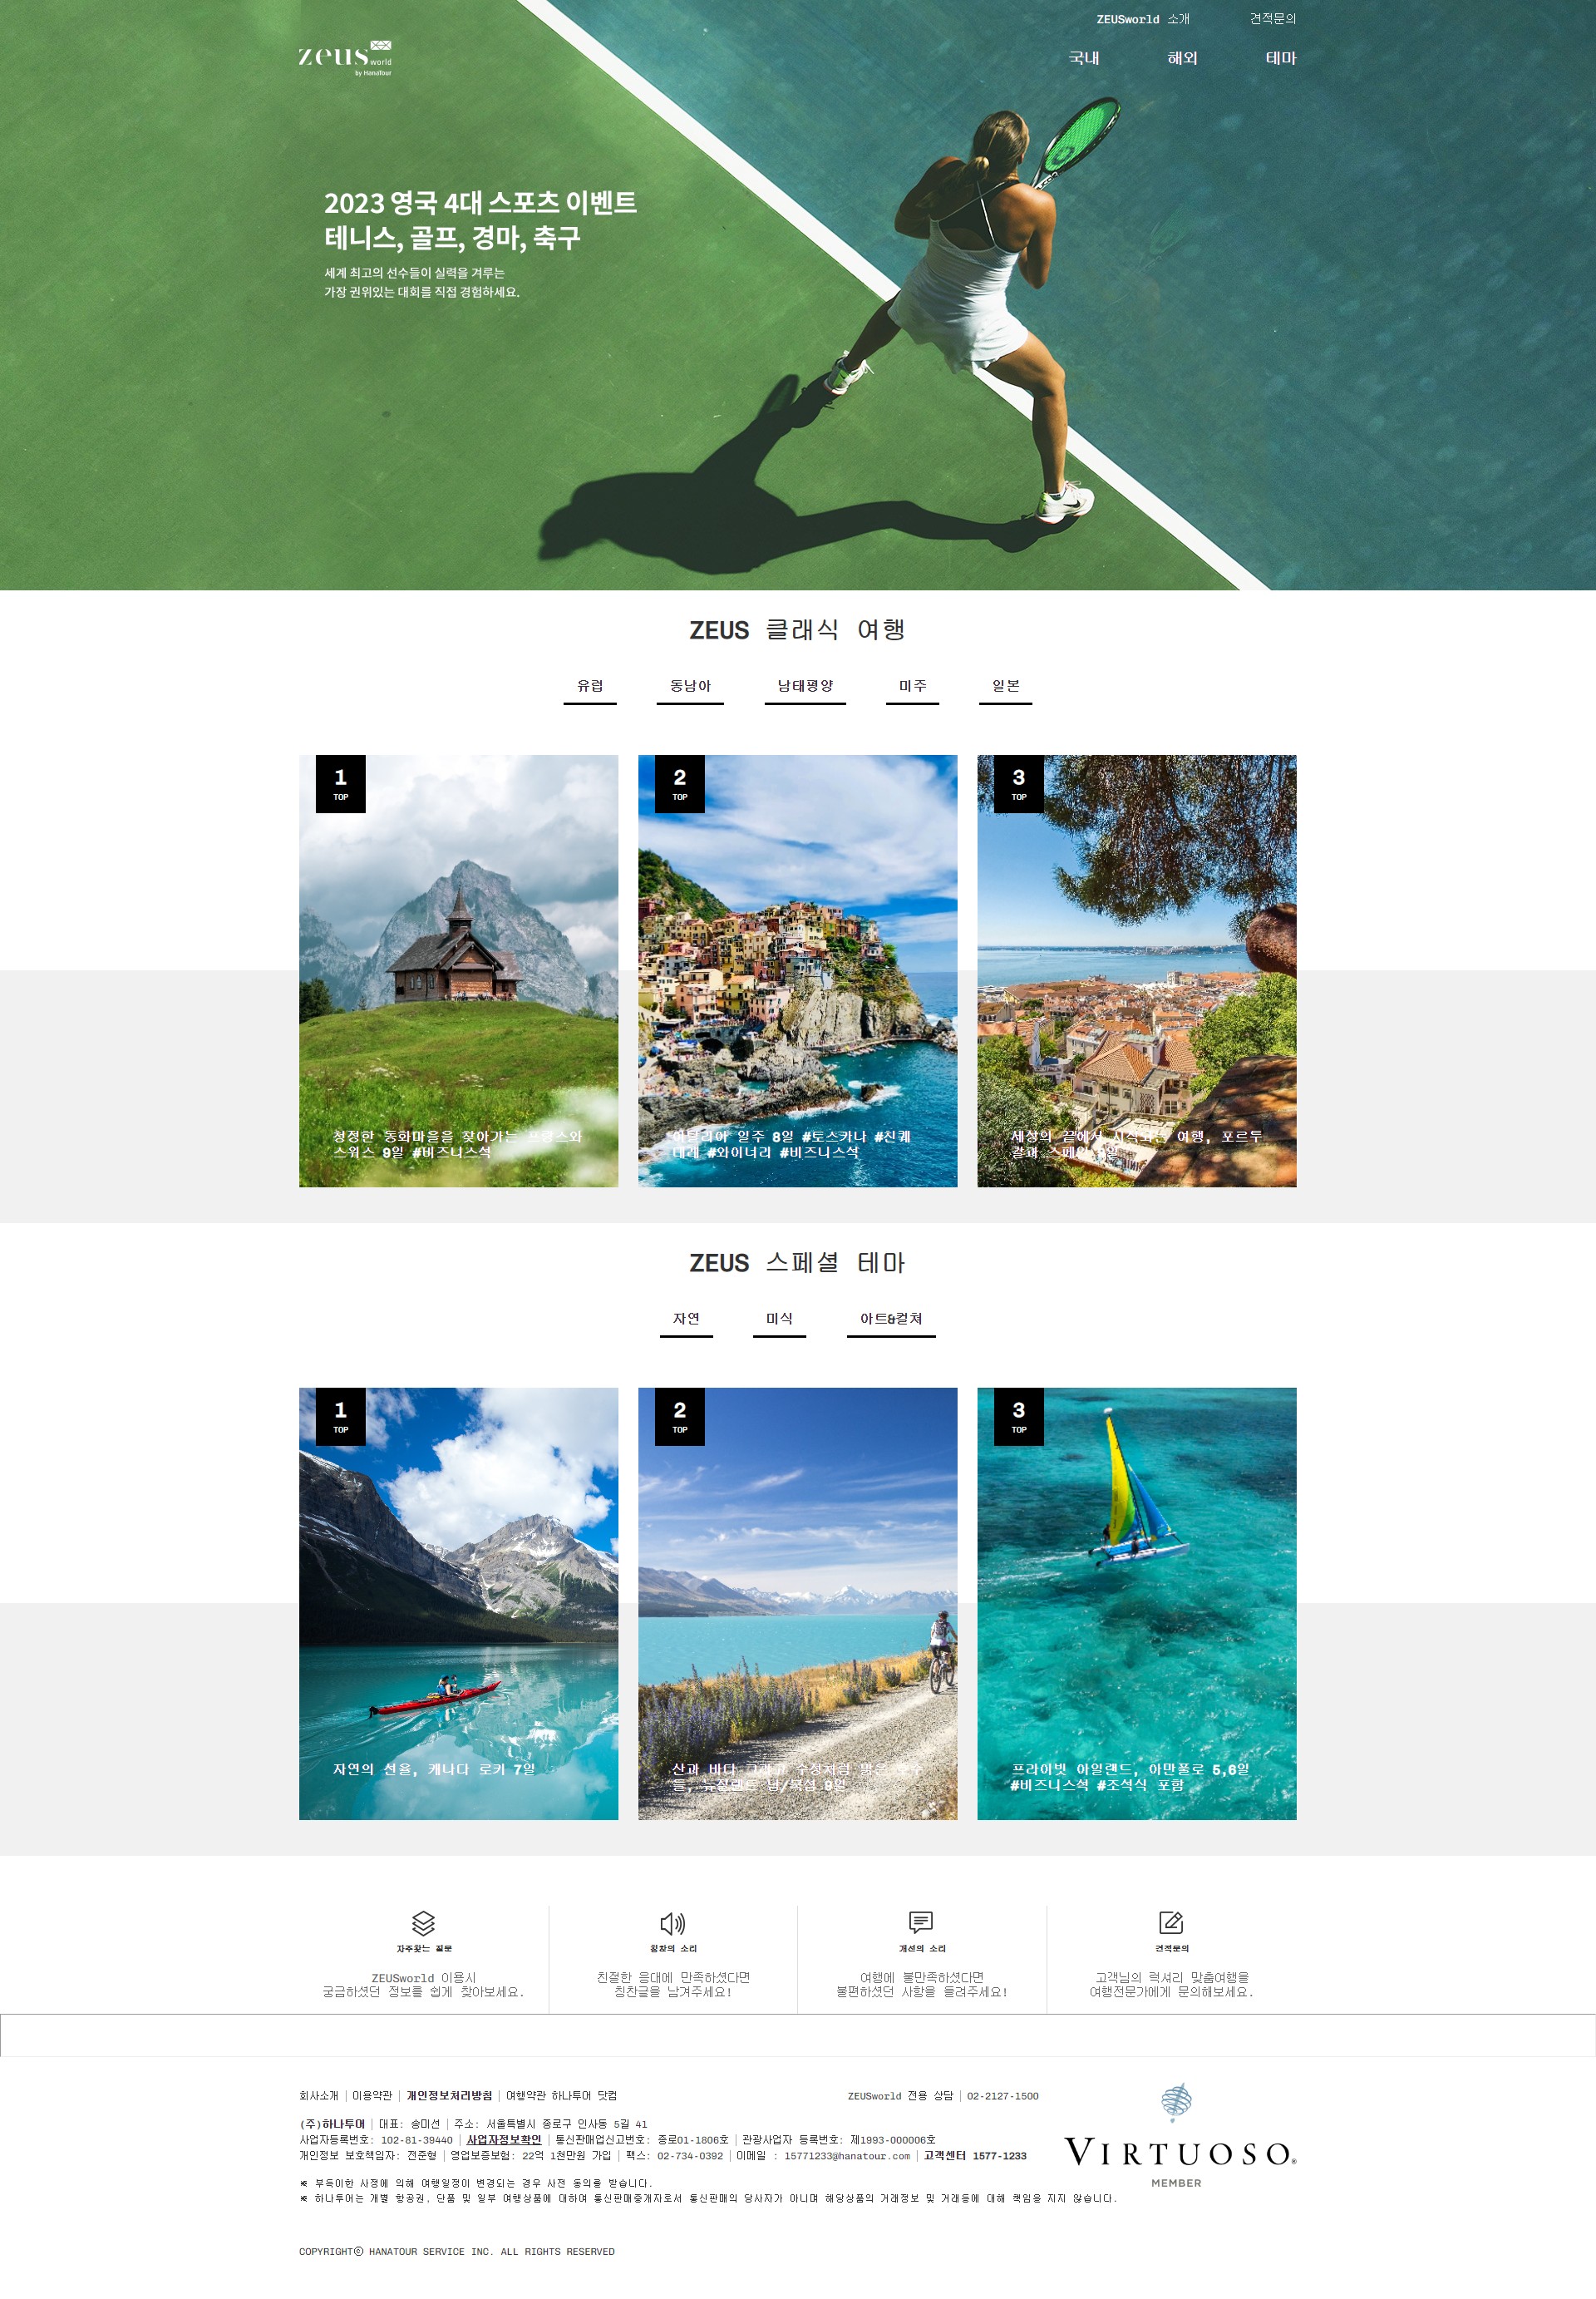 ZEUSworld 소개
견적문의
zeus world
by HanaTour
국내
해외
테마
2023 영국 4대 스포츠 이벤트
테니스, 골프, 경마, 축구
세계 최고의 선수들이 실력을 겨루는
가장 권위있는 대회를 직접 경험하세요.
ZEUS 클래식 여행
유럽
동남아
남태평양
미주
일본
1
TOP
2
TOP
3
TOP
청정한 동화마을을 찾아가는 프랑스와
스위스 9일 #비즈니스석
이탈리아 일주 8일 #토스카나 #친퀘
테레 #와이너리 #비즈니스석
세상의 끝에서 시작되는 여행, 포르투
갈과 스페인
ZEUS 스페셜 테마
자연
미식
아트&컬쳐
1
TOP
2
TOP
3
TOP
자연의 선율, 캐나다 로키 7일
산과 바다 그리고 수정처럼 맑은 호수
들, 뉴질랜드 남/북섬 9일
프라이빗 아일랜드, 아만풀로 5,6일
#비즈니스석 #조석식 포함
자주찾는 질문
ZEUSworld 이용시
궁금하셨던 정보를 쉽게 찾아보세요.
칭찬의 소리
친절한 응대에 만족하셨다면
칭찬글을 남겨주세요!
개선의 소리
여행에 불만족하셨다면
불편하셨던 사항을 들려주세요!
견적문의
고객님의 럭셔리 맞춤여행을
여행전문가에게 문의해보세요.
회사소개 | 이용약관 | 개인정보처리방침 | 여행약관 하나투어 닷컴
ZEUSworld 전용 상담 | 02-2127-1500
(주)하나투어 | 대표: 송미선 | 주소: 서울특별시 종로구 인사동 5길 41
사업자등록번호: 102-81-39440 | 사업자정보확인 | 통신판매업신고번호: 종로01-1806호 | 관광사업자 등록번호: 제1993-000006호
개인정보 보호책임자: 전준형 | 영업보증보험: 22억 1천만원 가입 | 팩스: 02-734-0392 | 이메일 : 15771233@hanatour.com | 고객센터 1577-1233
※ 부득이한 사정에 의해 여행일정이 변경되는 경우 사전 동의를 받습니다.
※ 하나투어는 개별 항공권, 단품 및 일부 여행상품에 대하여 통신판매중개자로서 통신판매의 당사자가 아니며 해당상품의 거래정보 및 거래등에 대해 책임을 지지 않습니다.
VIRTUOSO®
MEMBER
COPYRIGHTⓒ HANATOUR SERVICE INC. ALL RIGHTS RESERVED